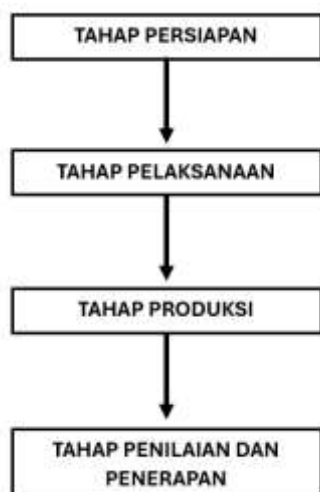 TAHAP PERSIAPAN
TAHAP PELAKSANAAN
TAHAP PRODUKSI
TAHAP PENILAIAN DAN
PENERAPAN